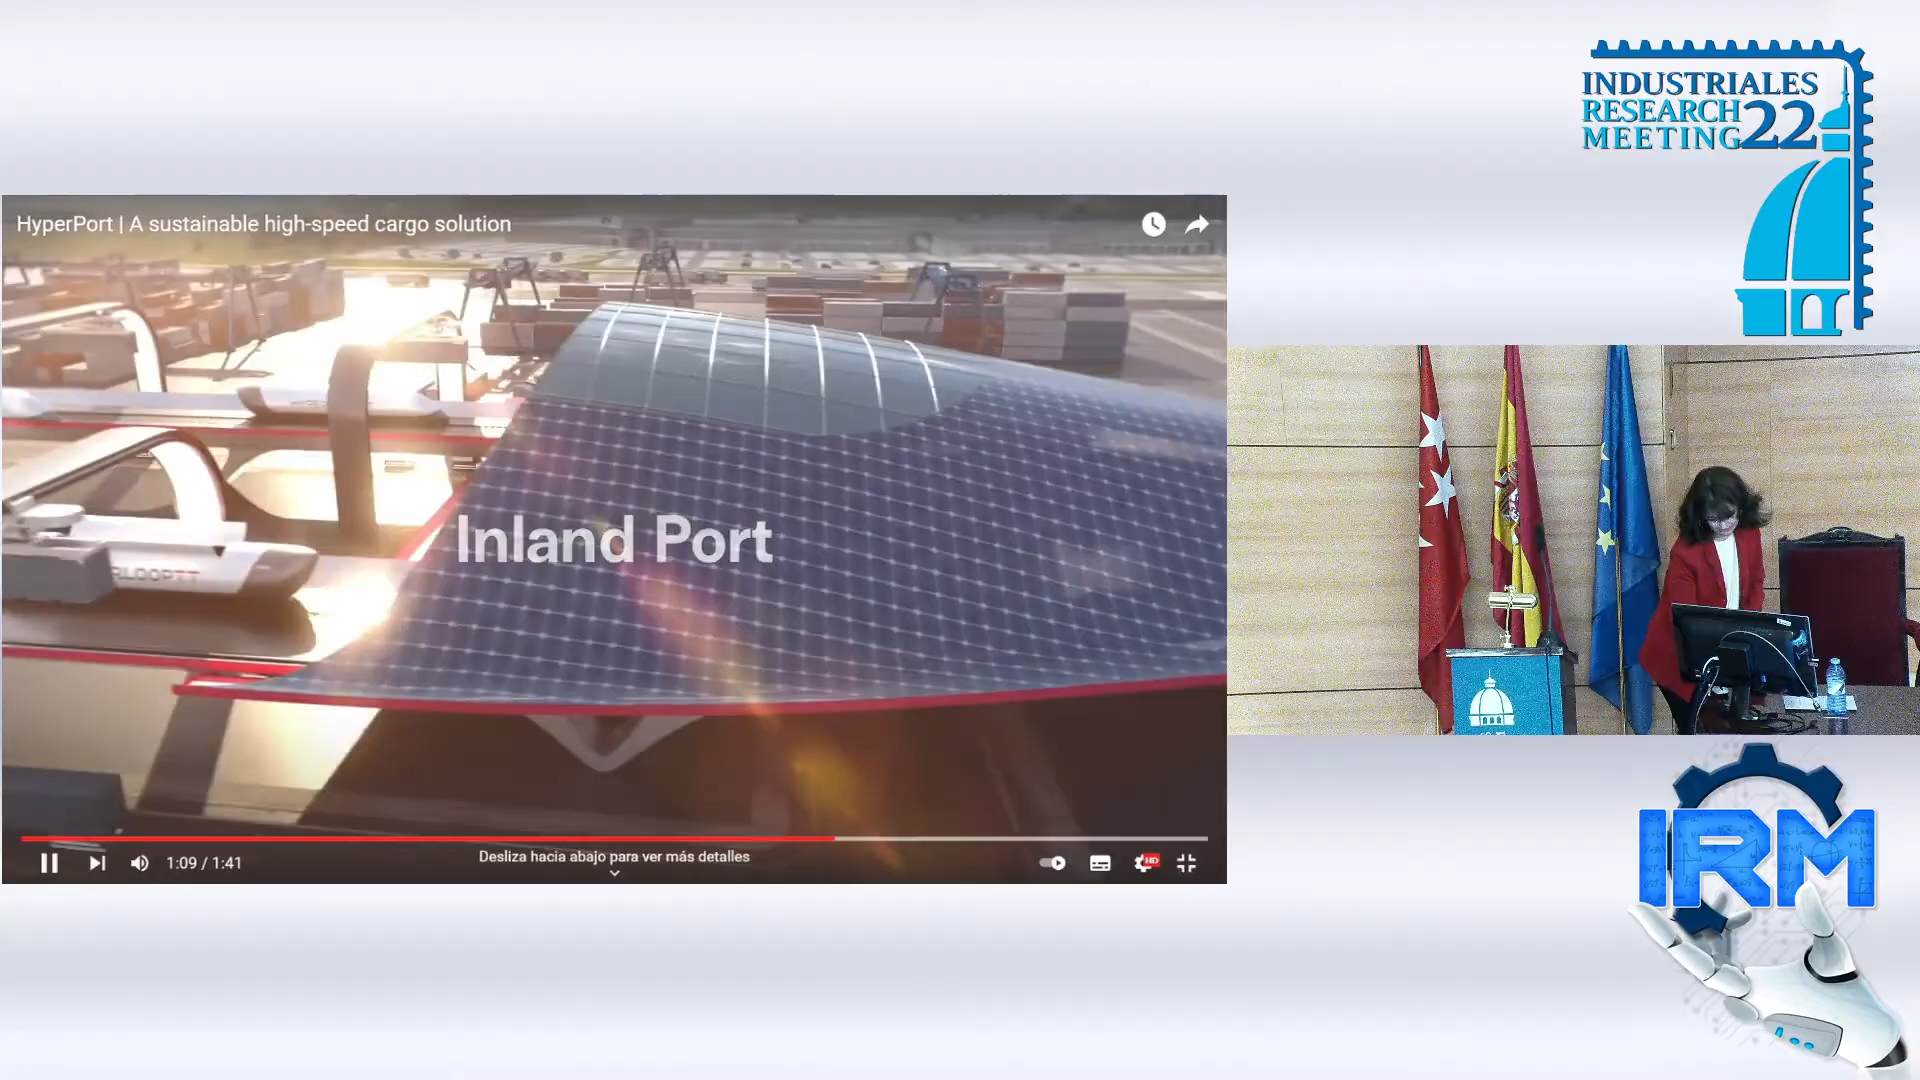 INDUSTRIALES
RESEARCH
MEETING 22
HyperPort | A sustainable high-speed cargo solution
Inland Port
1:09 / 1:41
Desliza hacia abajo para ver más detalles
HD
IRM